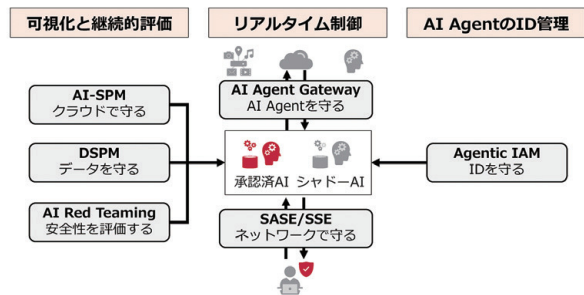 可視化と継続的評価
リアルタイム制御
AI AgentのID管理
AI-SPM
クラウドで守る
DSPM
データを守る
AI Red Teaming
安全性を評価する
AI Agent Gateway
AI Agentを守る
承認済AI
シャドーAI
SASE/SSE
ネットワークで守る
Agentic IAM
IDを守る